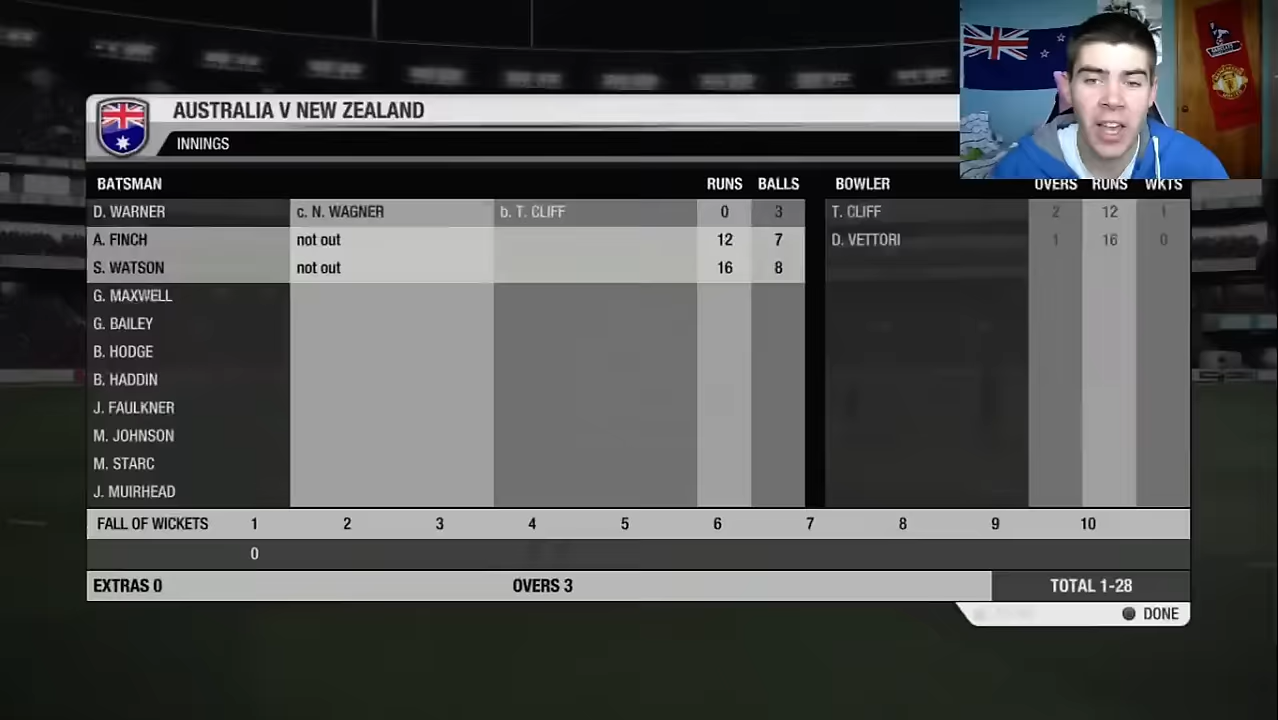 AUSTRALIA V NEW ZEALAND
INNINGS
BATSMAN RUNS BALLS BOWLER OVERS RUNS WKTS
D. WARNER c. N. WAGNER b. T. CLIFF 0 3 T. CLIFF 2 12 1
A. FINCH not out 12 7 D. VETTORI 1 16 0
S. WATSON not out 16 8
G. MAXWELL
G. BAILEY
B. HODGE
B. HADDIN
J. FAULKNER
M. JOHNSON
M. STARC
J. MUIRHEAD
FALL OF WICKETS 1 2 3 4 5 6 7 8 9 10
0
EXTRAS 0 OVERS 3 TOTAL 1-28
DONE